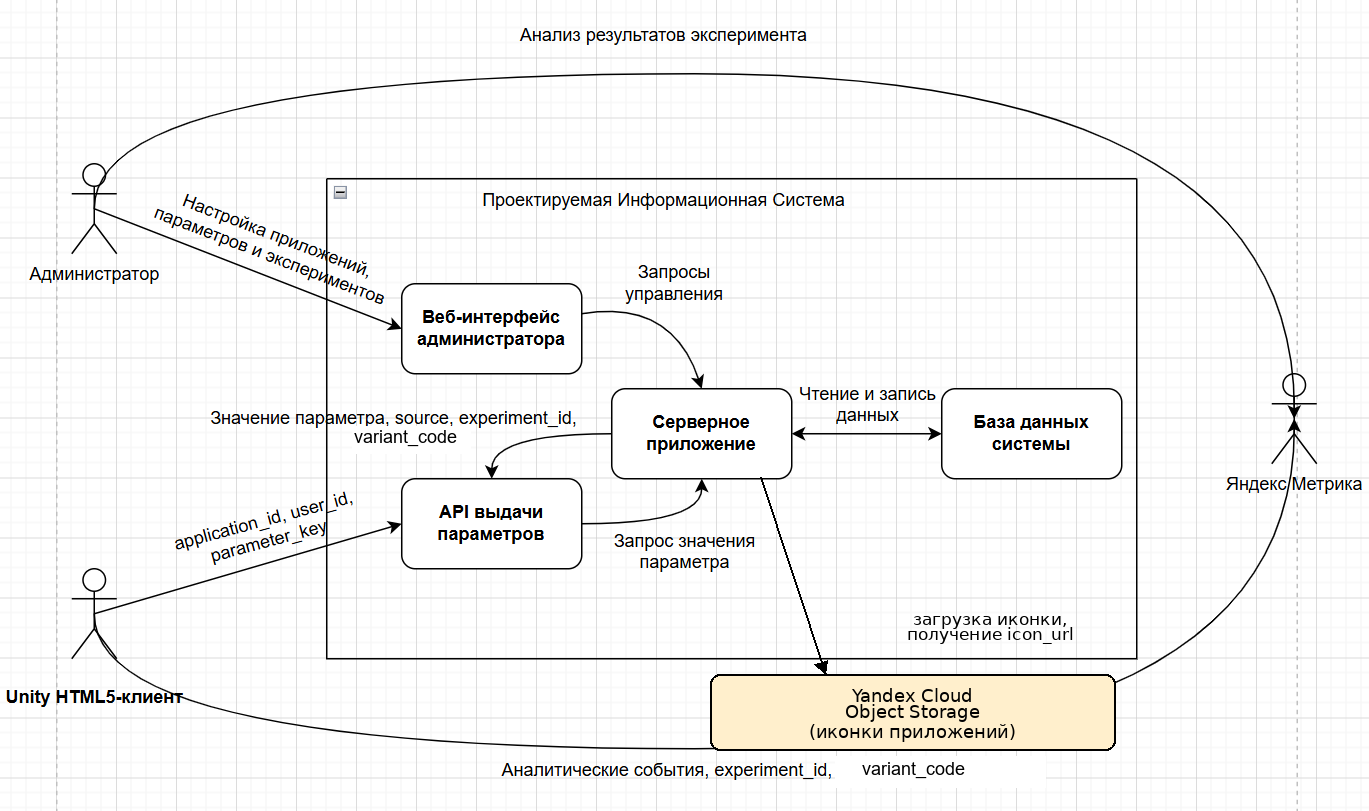 Анализ результатов эксперимента
Проектируемая Информационная Система
Настройка приложений,
параметров и экспериментов
Администратор
Запросы
управления
Веб-интерфейс
администратора
Чтение и запись
данных
Значение параметра, source, experiment_id,
variant_code
Серверное
приложение
База данных
системы
Яндекс Метрика
application_id, user_id,
parameter_key
API выдачи
параметров
Запрос значения
параметра
загрузка иконки,
получение icon_url
Unity HTML5-клиент
Yandex Cloud
Object Storage
(иконки приложений)
Аналитические события, experiment_id, variant_code